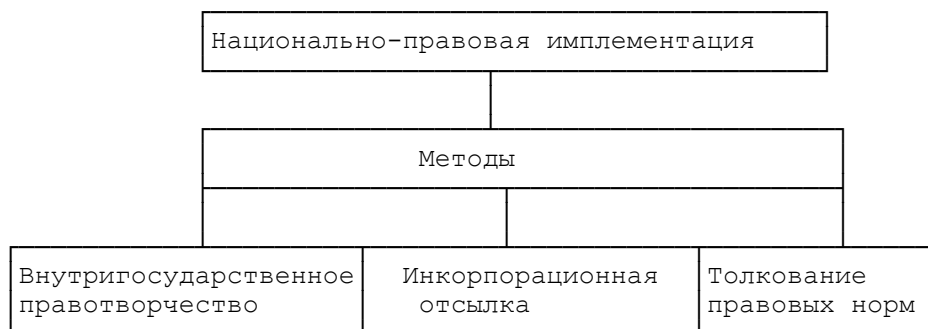 Национально-правовая имплементация
Методы
Внутригосударственное
правотворчество
Инкорпорационная
отсылка
Толкование
правовых норм